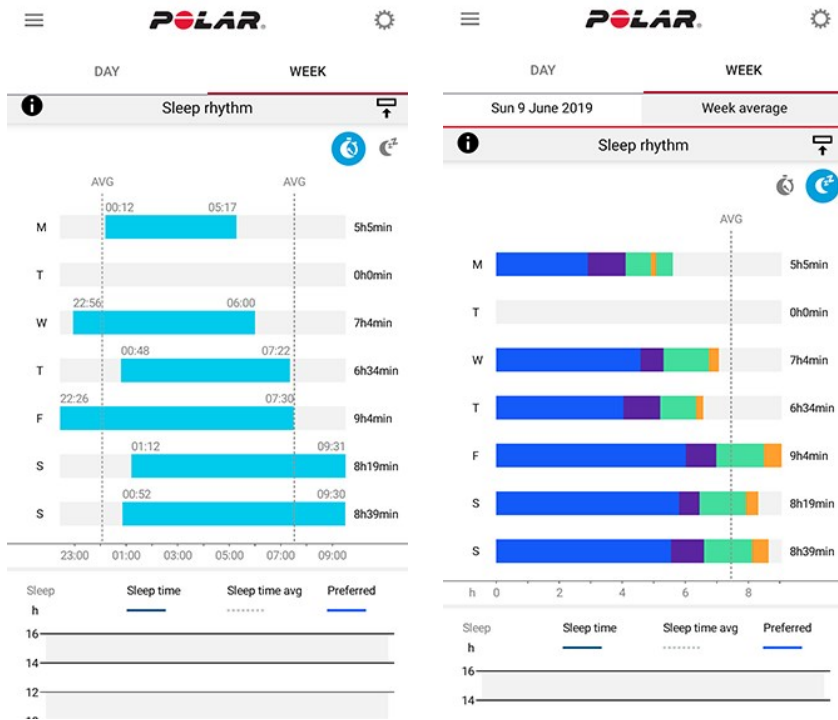 POLAR.
DAY WEEK
Sleep rhythm
AVG AVG
00:12 05:17
M 5h5min
T 0h0min
22:56 06:00
W 7h4min
00:48 07:22
T 6h34min
22:26 07:30
F 9h4min
01:12 09:31
S 8h19min
00:52 09:30
S 8h39min
23:00 01:00 03:00 05:00 07:00 09:00
Sleep Sleep time Sleep time avg Preferred
h
16
14
12
POLAR.
DAY WEEK
Sun 9 June 2019 Week average
Sleep rhythm
AVG
M 5h5min
T 0h0min
W 7h4min
T 6h34min
F 9h4min
S 8h19min
S 8h39min
h 0 2 4 6 8
Sleep Sleep time Sleep time avg Preferred
h
16
14